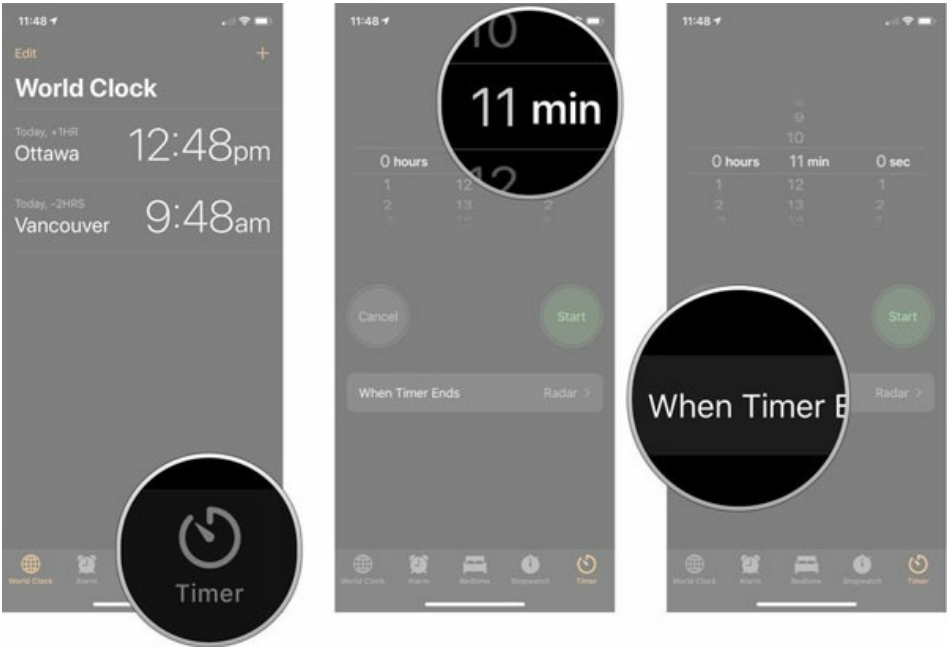 11:48
Edit
+
World Clock
Today, +1HR
Ottawa
12:48pm
Today, -2HRS
Vancouver
9:48am
World Clock
Alarm
Timer
11:48
10
11 min
12
0 hours
1
12
2
13
2
Cancel
Start
When Timer Ends
Radar >
World Clock
Alarm
Bedtime
Stopwatch
Timer
11:48
9
10
0 hours
11 min
0 sec
1
12
1
2
13
2
Start
When Timer E
Radar >
World Clock
Alarm
Bedtime
Stopwatch
Timer